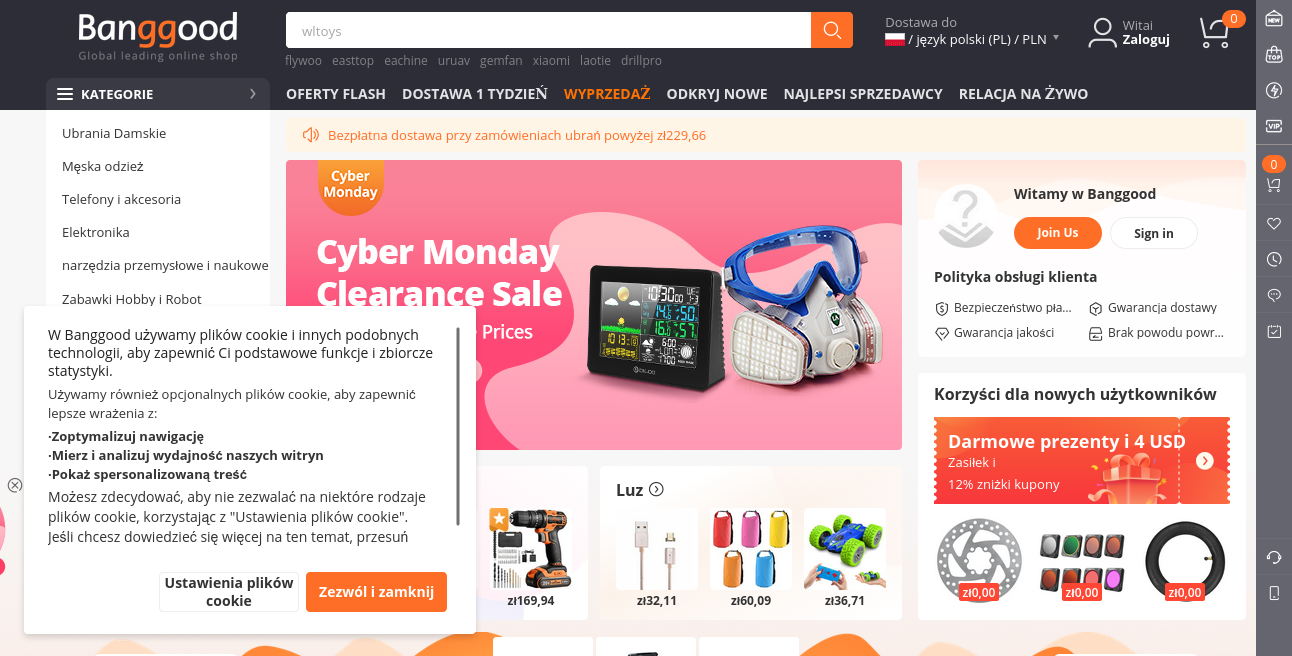 Banggood
Global leading online shop
wltoys
flywoo easttop eachine uruav gemfan xiaomi laotie drillpro
Dostawa do
/ język polski (PL) / PLN
Witai
Zaloguj
0
NEW
TOP
VIP
0
KATEGORIE
OFERTY FLASH DOSTAWA 1 TYDZIEŃ WYPRZEDAŻ ODKRYJ NOWE NAJLEPSI SPRZEDAWCY RELACJA NA ŻYWO
Ubrania Damskie
Męska odzież
Telefony i akcesoria
Elektronika
narzędzia przemysłowe i naukowe
Zabawki Hobby i Robot
Bezpłatna dostawa przy zamówieniach ubrań powyżej zł229,66
Cyber
Monday
Cyber Monday
Clearance Sale
Prices
Witamy w Banggood
Join Us
Sign in
Polityka obsługi klienta
Bezpieczeństwo pła...
Gwarancja dostawy
Gwarancja jakości
Brak powodu powr...
Korzyści dla nowych użytkowników
Darmowe prezenty i 4 USD
Zasiłek i
12% zniżki kupony
zł0,00
zł0,00
zł0,00
W Banggood używamy plików cookie i innych podobnych
technologii, aby zapewnić Ci podstawowe funkcje i zbiorcze
statystyki.
Używamy również opcjonalnych plików cookie, aby zapewnić
lepsze wrażenia z:
·Zoptymalizuj nawigację
·Mierz i analizuj wydajność naszych witryn
·Pokaż spersonalizowaną treść
Możesz zdecydować, aby nie zezwalać na niektóre rodzaje
plików cookie, korzystając z "Ustawienia plików cookie".
Jeśli chcesz dowiedzieć się więcej na ten temat, przesuń
Ustawienia plików
cookie
Zezwól i zamknij
Luz
zł169,94
zł32,11
zł60,09
zł36,71